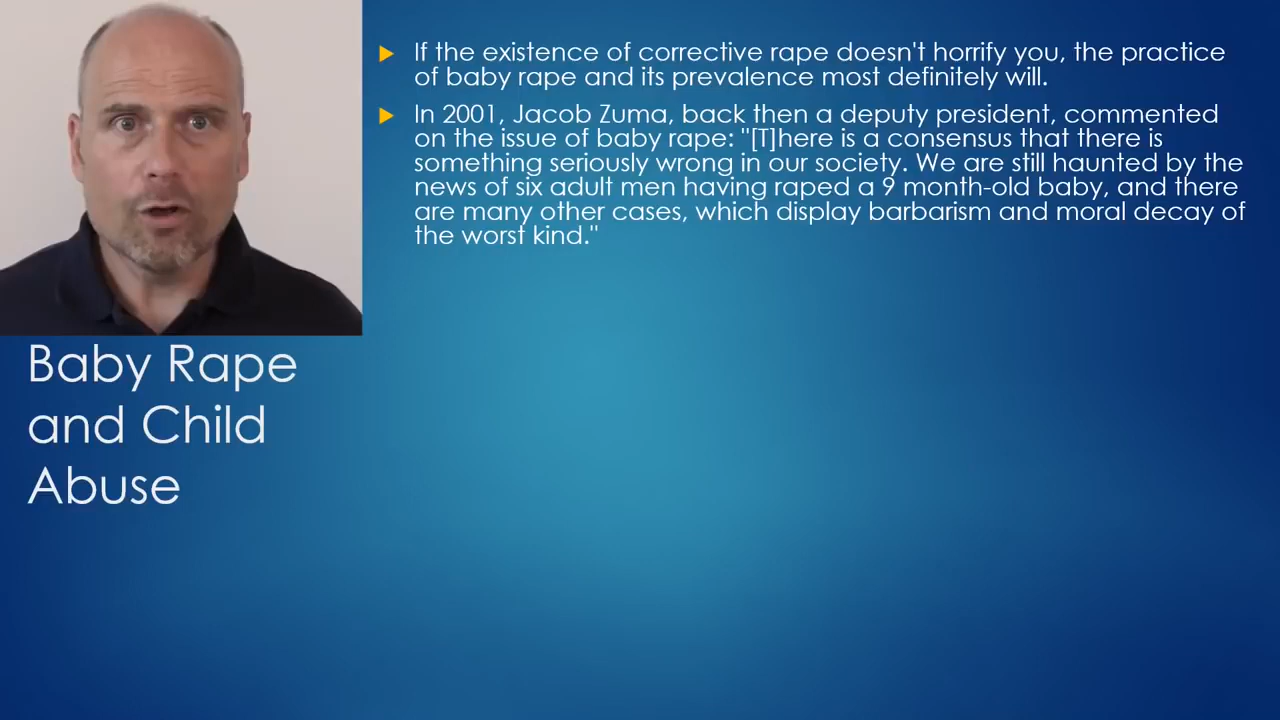 If the existence of corrective rape doesn't horrify you, the practice
of baby rape and its prevalence most definitely will.
In 2001, Jacob Zuma, back then a deputy president, commented
on the issue of baby rape: "[T]here is a consensus that there is
something seriously wrong in our society. We are still haunted by the
news of six adult men having raped a 9 month-old baby, and there
are many other cases, which display barbarism and moral decay of
the worst kind."
Baby Rape
and Child
Abuse